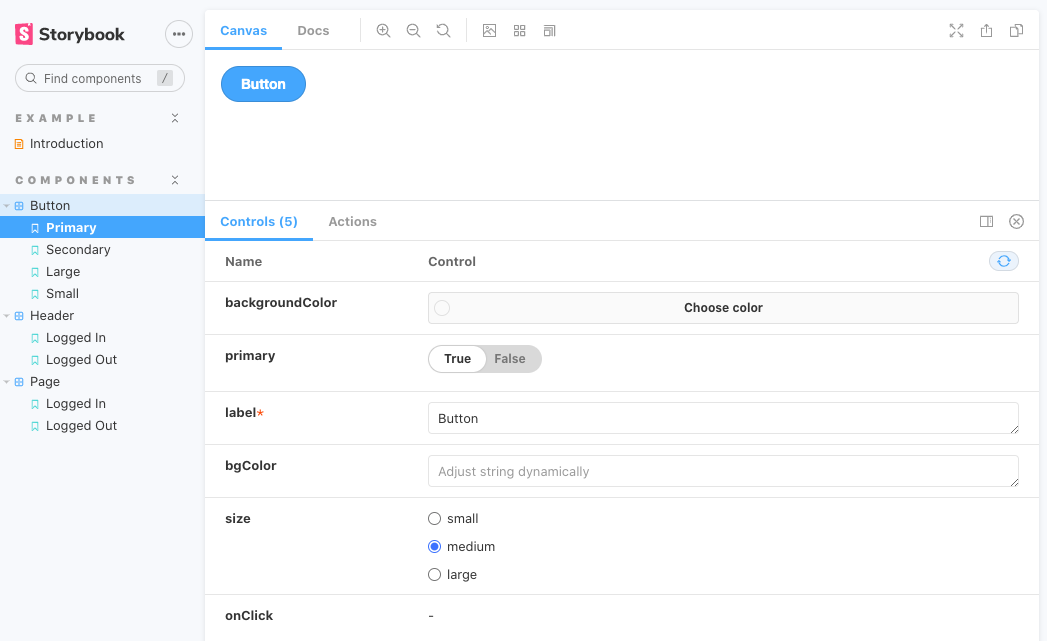 Storybook
Find components /
EXAMPLE
Introduction
COMPONENTS
Button
Primary
Secondary
Large
Small
Header
Logged In
Logged Out
Page
Logged In
Logged Out
Canvas Docs
Button
Controls (5) Actions
Name Control
backgroundColor Choose color
primary True False
label* Button
bgColor Adjust string dynamically
size small
medium
large
onClick -